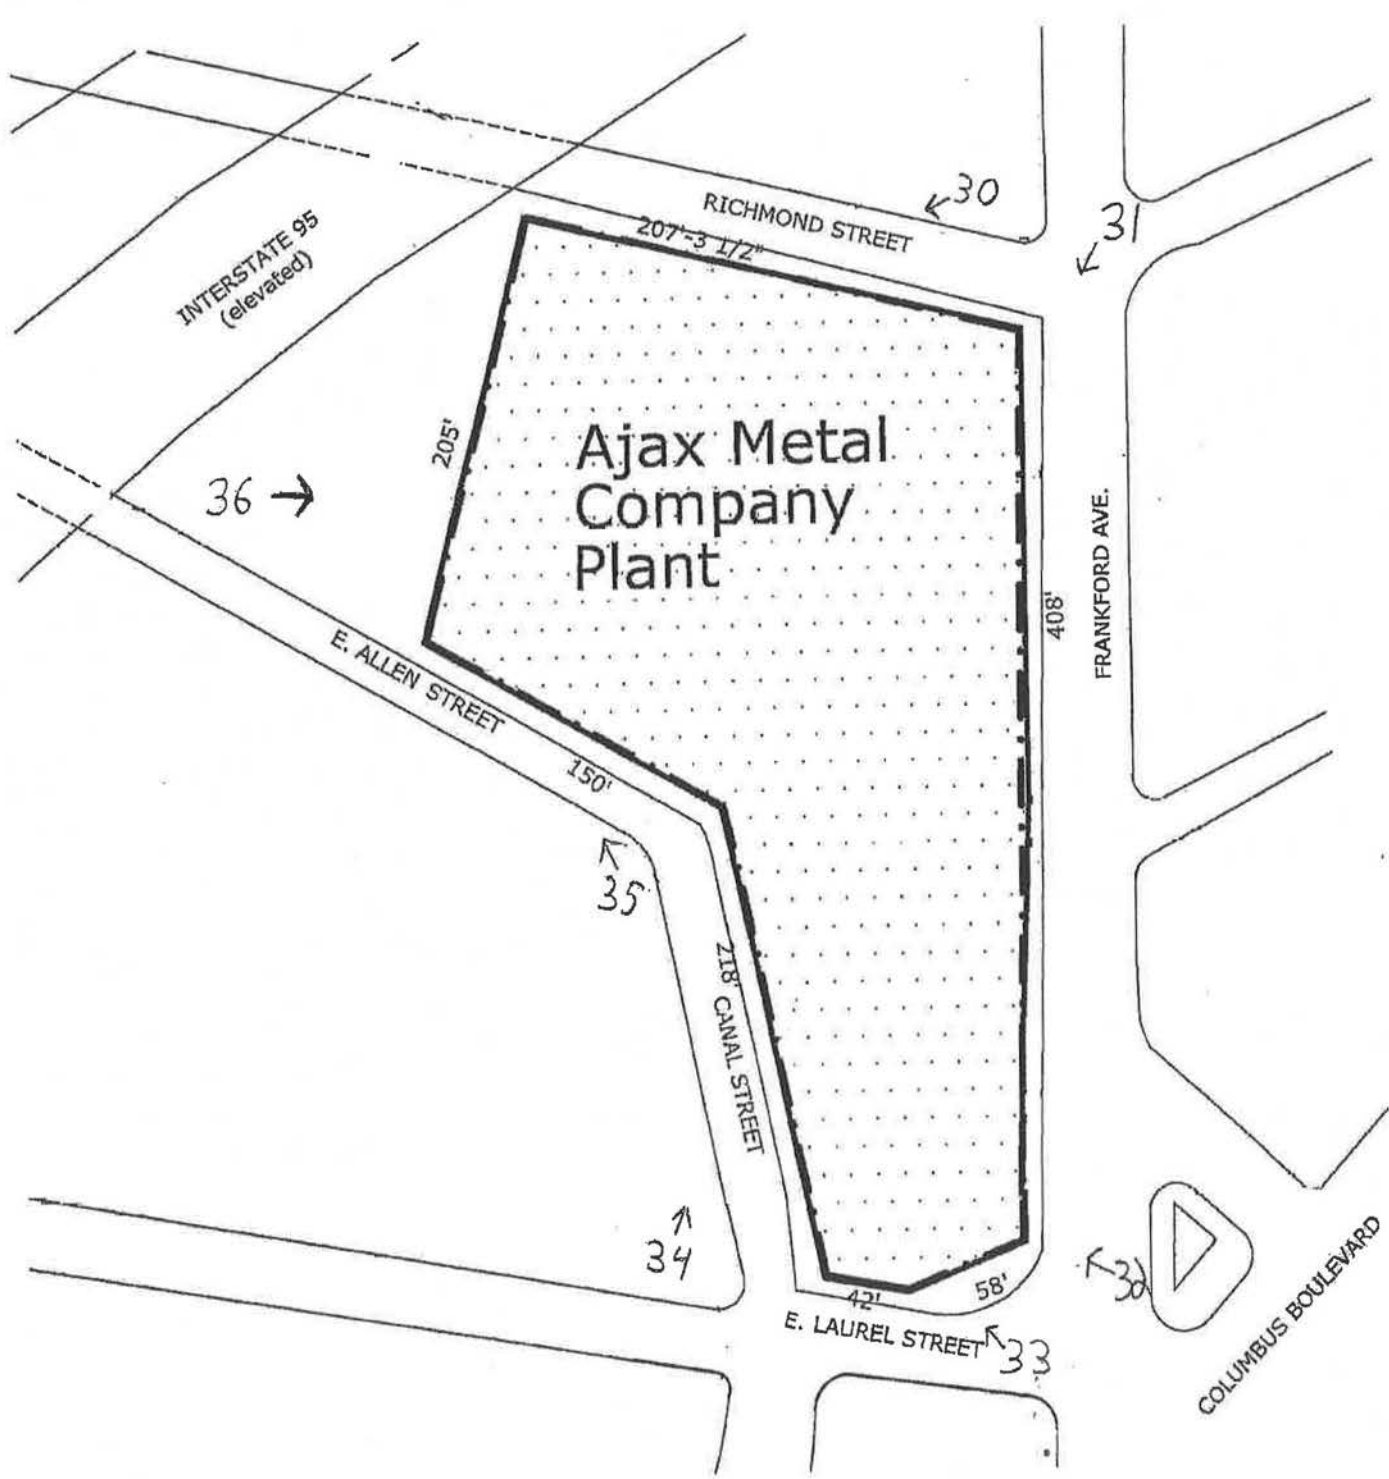 30
RICHMOND STREET
31
207'-3 1/2"
INTERSTATE 95
(elevated)
205'
Ajax Metal
Company
Plant
36
FRANKFORD AVE.
408'
E. ALLEN STREET
150'
35
218'
CANAL STREET
34
32
58'
42'
E. LAUREL STREET
33
COLUMBUS BOULEVARD